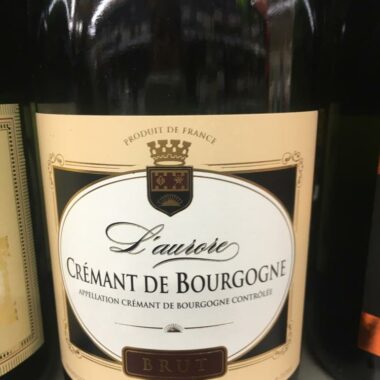 PRODUIT DE FRANCE
L'aurore
CRÉMANT DE BOURGOGNE
APPELLATION CRÉMANT DE BOURGOGNE CONTRÔLÉE
BRUT